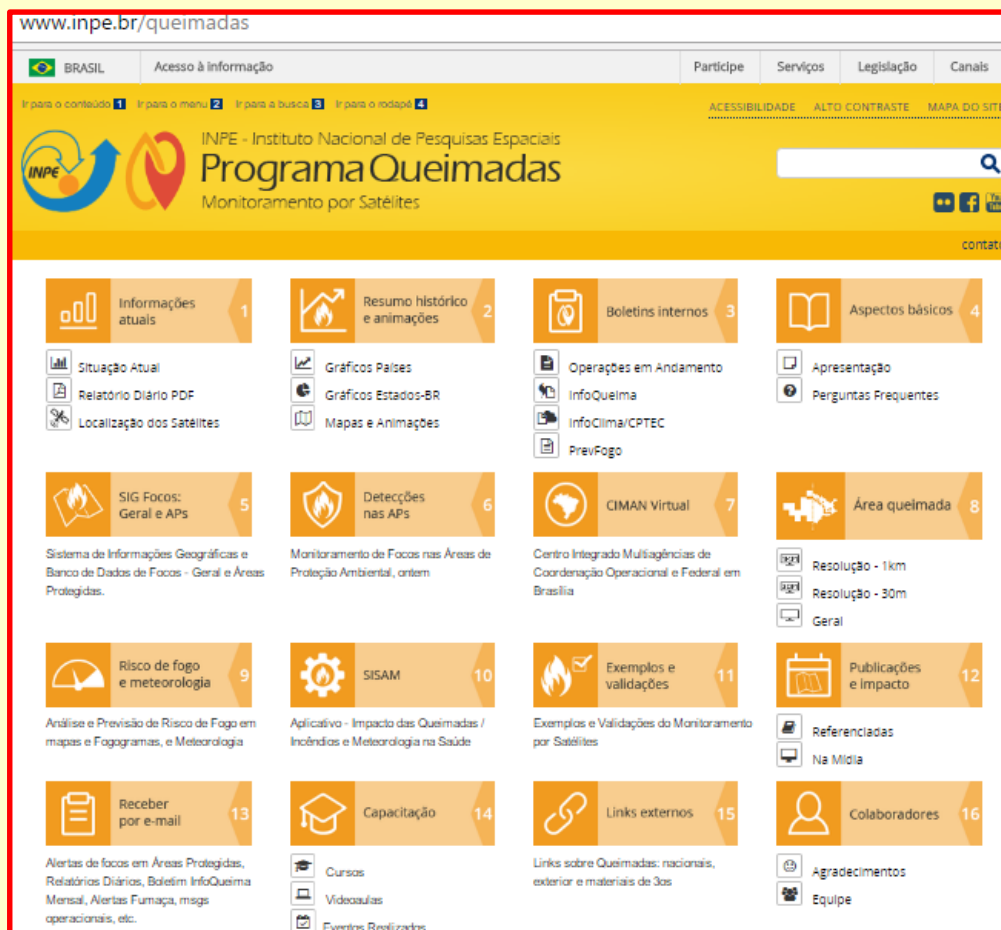 www.inpe.br/queimadas
BRASIL Acesso à informação Participe Serviços Legislação Canais
Ir para o conteúdo 1 Ir para o menu 2 Ir para a busca 3 Ir para o rodapé 4
ACESSIBILIDADE ALTO CONTRASTE MAPA DO SITE
INPE - Instituto Nacional de Pesquisas Espaciais
INPE
Programa Queimadas
Monitoramento por Satélites
You
contato
Informações
atuais
1
Situação Atual
Relatório Diário PDF
Localização dos Satélites
Resumo histórico
e animações
2
Gráficos Países
Gráficos Estados-BR
Mapas e Animações
Boletins internos 3
Operações em Andamento
InfoQueima
InfoClima/CPTEC
PrevFogo
Aspectos básicos 4
Apresentação
Perguntas Frequentes
SIG Focos:
Geral e APs
5
Sistema de Informações Geográficas e
Banco de Dados de Focos - Geral e Áreas
Protegidas.
Detecções
nas APs
6
Monitoramento de Focos nas Áreas de
Proteção Ambiental, ontem
CIMAN Virtual 7
Centro Integrado Multiagências de
Coordenação Operacional e Federal em
Brasília
Área queimada 8
Resolução - 1km
Resolução - 30m
Geral
Risco de fogo
e meteorologia
9
Análise e Previsão de Risco de Fogo em
mapas e Fogogramas, e Meteorologia
SISAM 10
Aplicativo - Impacto das Queimadas /
Incêndios e Meteorologia na Saúde
Exemplos e
validações
11
Exemplos e Validações do Monitoramento
por Satélites
Publicações
e impacto
12
Referenciadas
Na Mídia
Receber
por e-mail
13
Alertas de focos em Áreas Protegidas,
Relatórios Diários, Boletim InfoQueima
Mensal, Alertas Fumaça, msgs
operacionais, etc.
Capacitação 14
Cursos
Videoaulas
Eventos Realizados
Links externos 15
Links sobre Queimadas: nacionais,
exterior e materiais de 3os
Colaboradores 16
Agradecimentos
Equipe